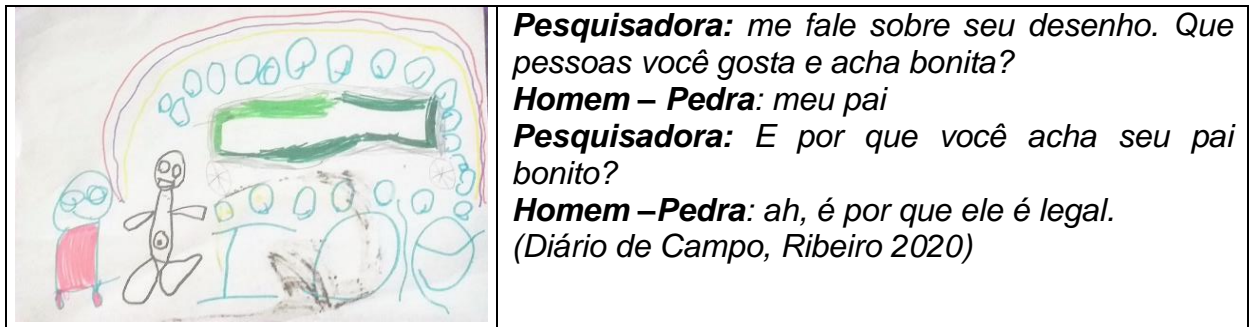 Pesquisadora: me fale sobre seu desenho. Que
pessoas você gosta e acha bonita?
Homem – Pedra: meu pai
Pesquisadora: E por que você acha seu pai
bonito?
Homem –Pedra: ah, é por que ele é legal.
(Diário de Campo, Ribeiro 2020)